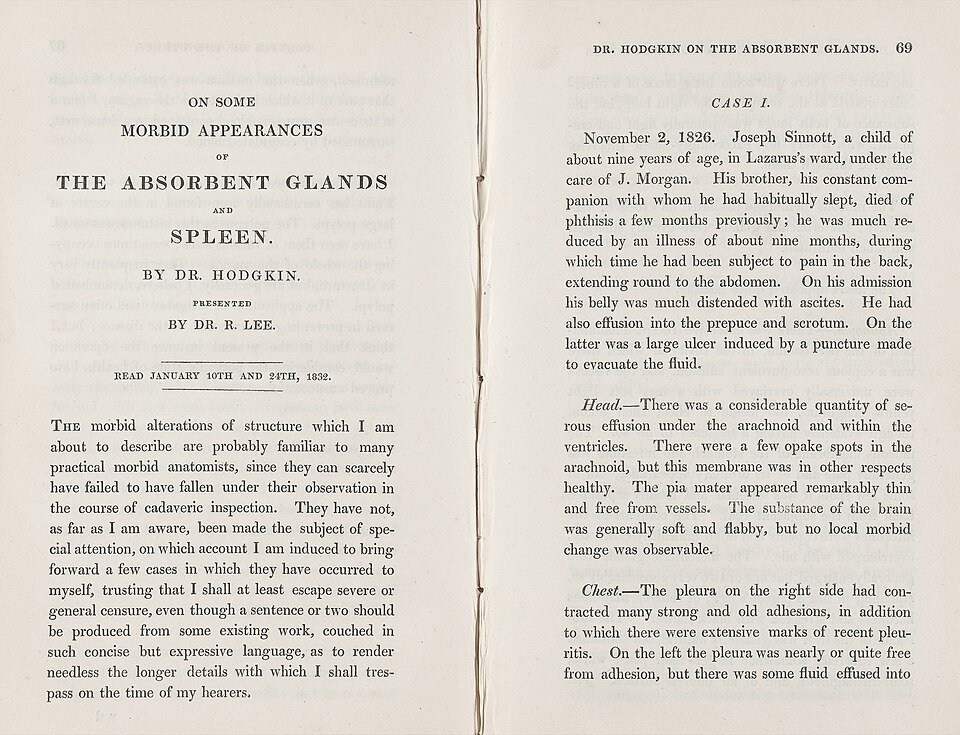 ON SOME
MORBID APPEARANCES
OF
THE ABSORBENT GLANDS
AND
SPLEEN.
BY DR. HODGKIN.
PRESENTED
BY DR. R. LEE.
READ JANUARY 10TH AND 24TH, 1832.
THE morbid alterations of structure which I am
about to describe are probably familiar to many
practical morbid anatomists, since they can scarcely
have failed to have fallen under their observation in
the course of cadaveric inspection. They have not,
as far as I am aware, been made the subject of spe-
cial attention, on which account I am induced to bring
forward a few cases in which they have occurred to
myself, trusting that I shall at least escape severe or
general censure, even though a sentence or two should
be produced from some existing work, couched in
such concise but expressive language, as to render
needless the longer details with which I shall tres-
pass on the time of my hearers.
DR. HODGKIN ON THE ABSORBENT GLANDS. 69
CASE I.
November 2, 1826. Joseph Sinnott, a child of
about nine years of age, in Lazarus's ward, under the
care of J. Morgan. His brother, his constant com-
panion with whom he had habitually slept, died of
phthisis a few months previously; he was much re-
duced by an illness of about nine months, during
which time he had been subject to pain in the back,
extending round to the abdomen. On his admission
his belly was much distended with ascites. He had
also effusion into the prepuce and scrotum. On the
latter was a large ulcer induced by a puncture made
to evacuate the fluid.
Head.—There was a considerable quantity of se-
rous effusion under the arachnoid and within the
ventricles. There were a few opake spots in the
arachnoid, but this membrane was in other respects
healthy. The pia mater appeared remarkably thin
and free from vessels. The substance of the brain
was generally soft and flabby, but no local morbid
change was observable.
Chest.—The pleura on the right side had con-
tracted many strong and old adhesions, in addition
to which there were extensive marks of recent pleu-
ritis. On the left the pleura was nearly or quite free
from adhesion, but there was some fluid effused into